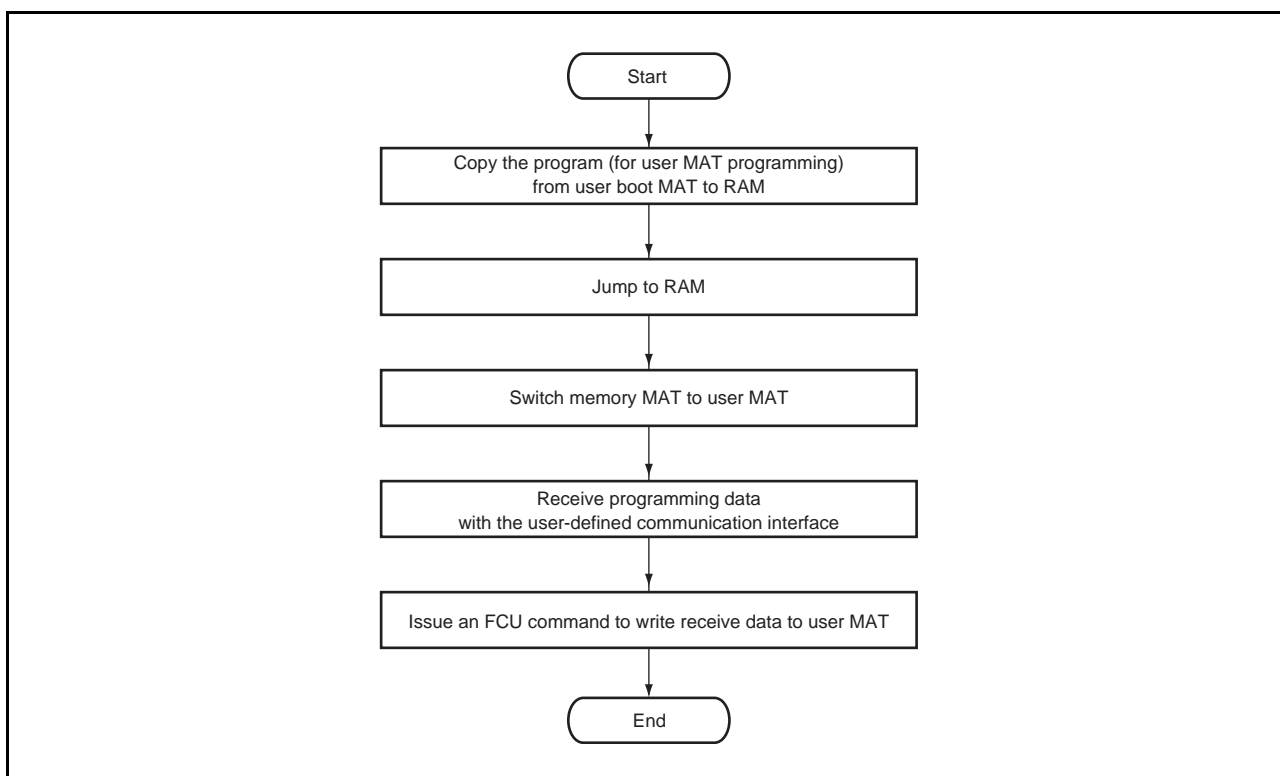 Start
Copy the program (for user MAT programming)
from user boot MAT to RAM
Jump to RAM
Switch memory MAT to user MAT
Receive programming data
with the user-defined communication interface
Issue an FCU command to write receive data to user MAT
End